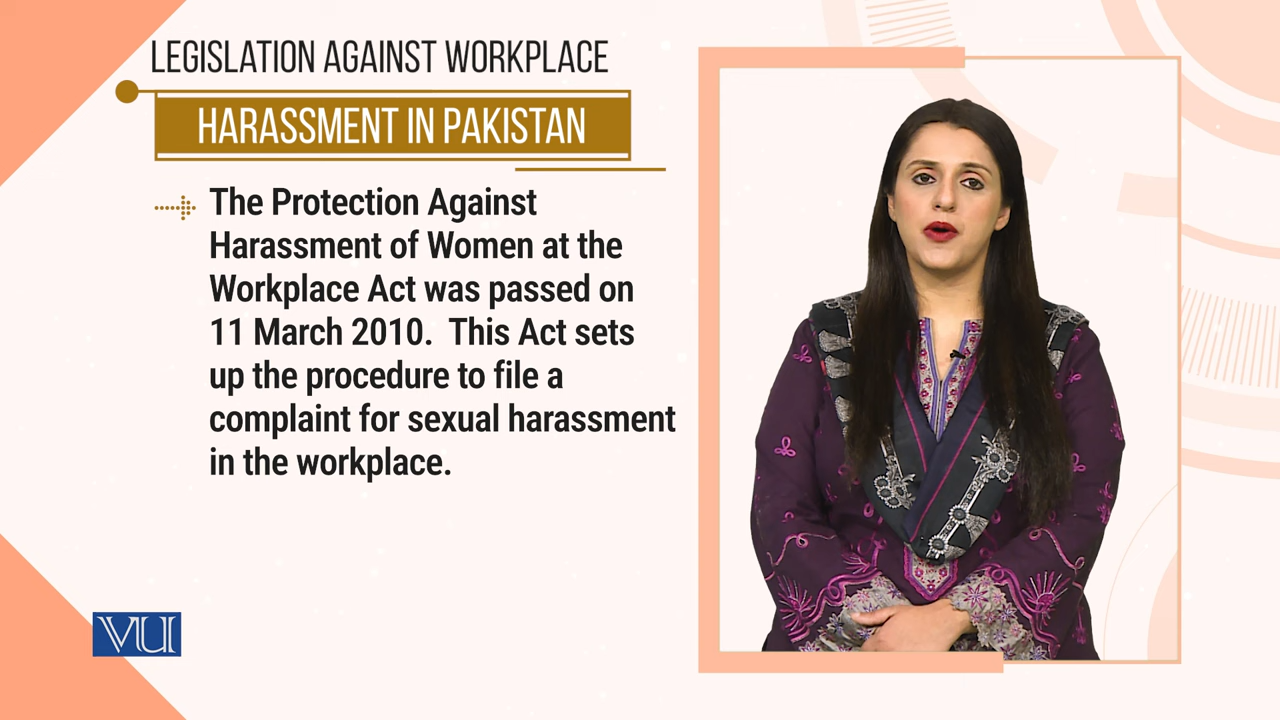 LEGISLATION AGAINST WORKPLACE
HARASSMENT IN PAKISTAN
The Protection Against
Harassment of Women at the
Workplace Act was passed on
11 March 2010.  This Act sets
up the procedure to file a
complaint for sexual harassment
in the workplace.
VU